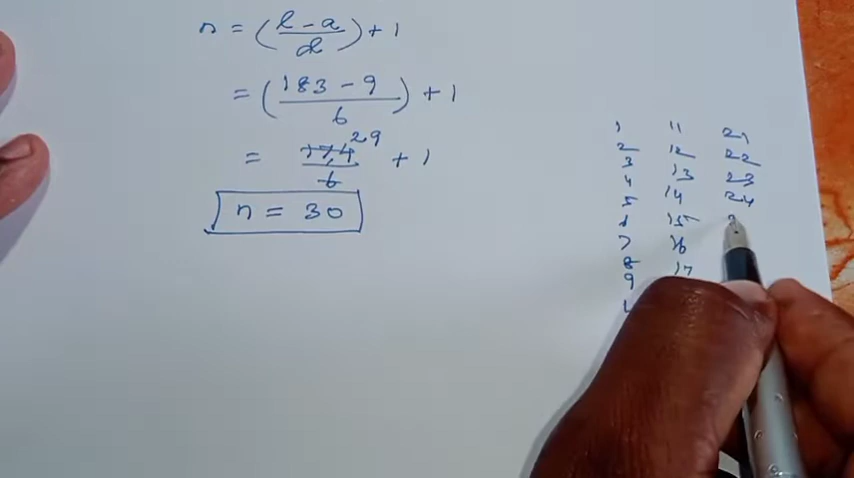 n = (l - a / d) + 1
= (183 - 9 / 6) + 1
= 174 29 / 6 + 1
n = 30
1 11 21
2 12 22
3 13 23
4 14 24
5 15
6 16
7 17
8
9